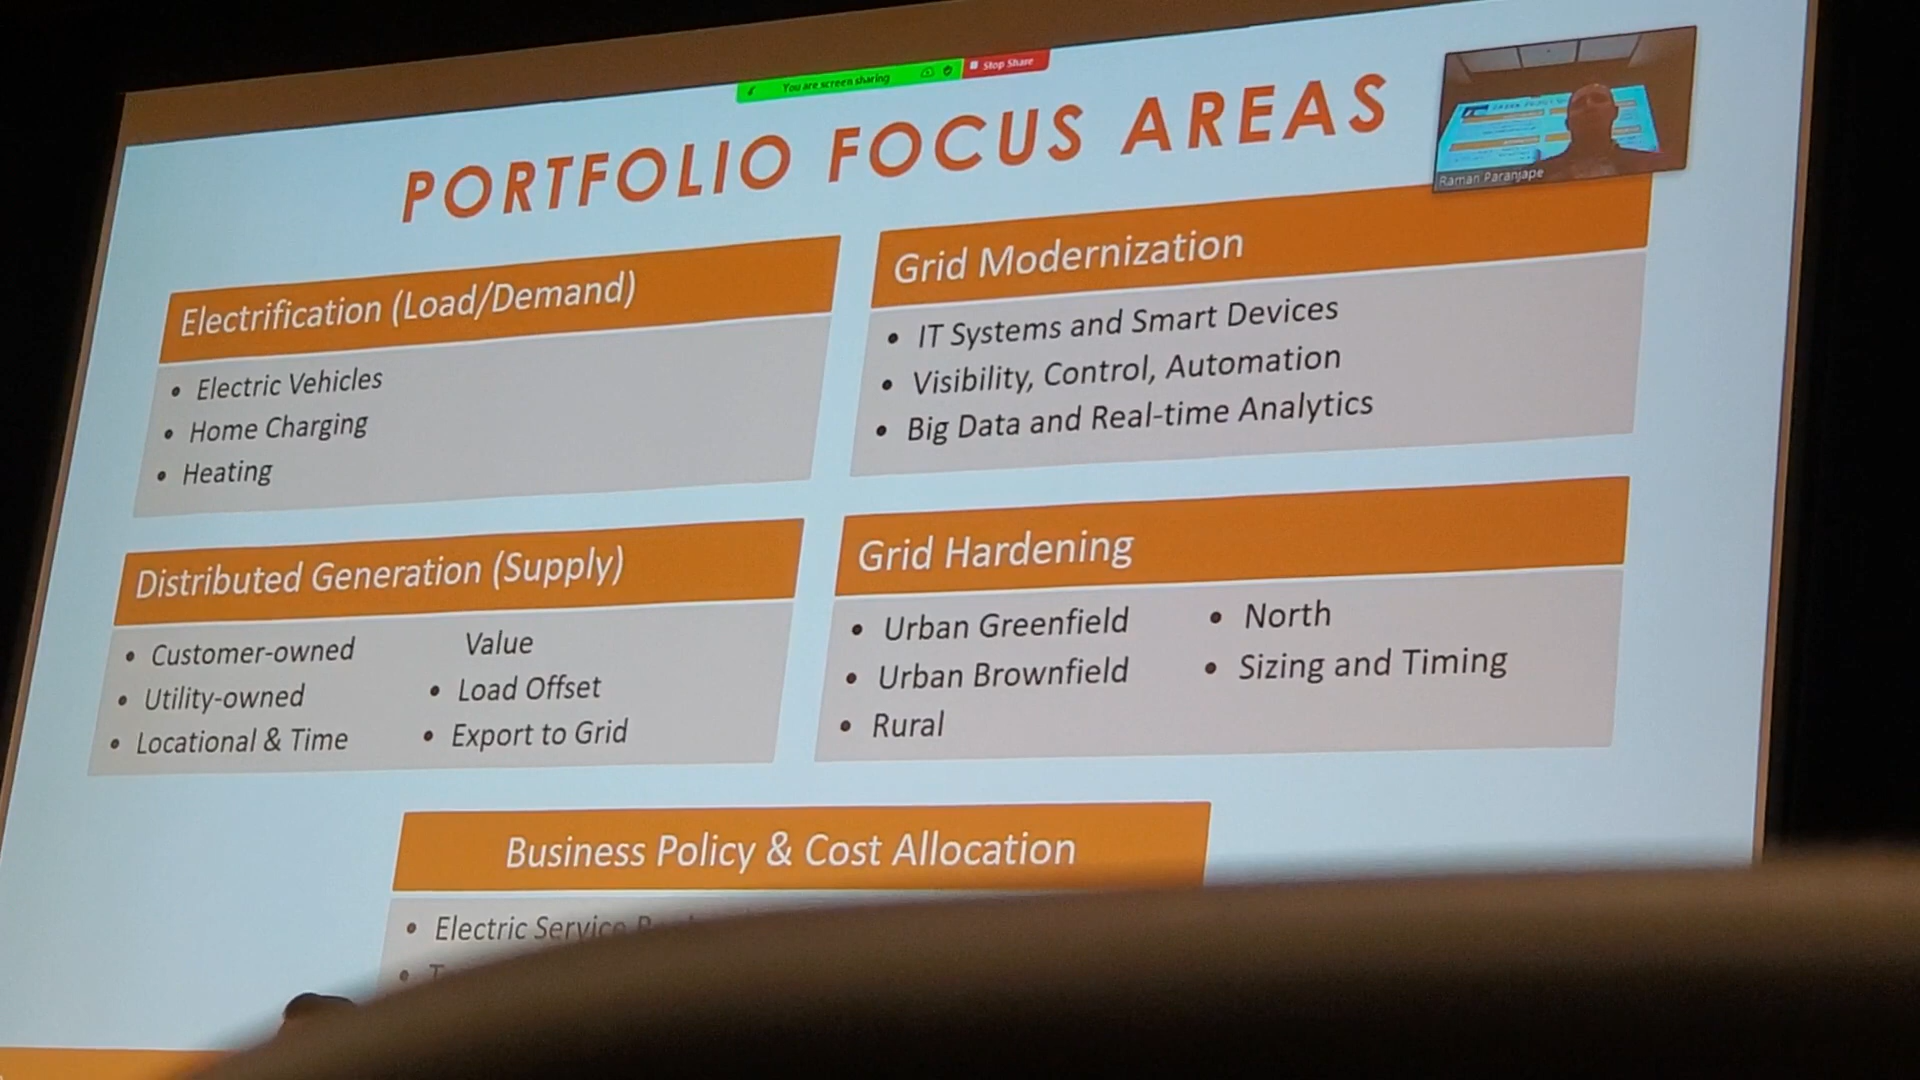 You are screen sharing
Stop Share
PORTFOLIO FOCUS AREAS
Raman Paranjape
Electrification (Load/Demand)
• Electric Vehicles
• Home Charging
• Heating
Grid Modernization
• IT Systems and Smart Devices
• Visibility, Control, Automation
• Big Data and Real-time Analytics
Distributed Generation (Supply)
• Customer-owned
• Utility-owned
• Locational & Time
Value
• Load Offset
• Export to Grid
Grid Hardening
• Urban Greenfield
• Urban Brownfield
• Rural
• North
• Sizing and Timing
Business Policy & Cost Allocation
• Electric Service